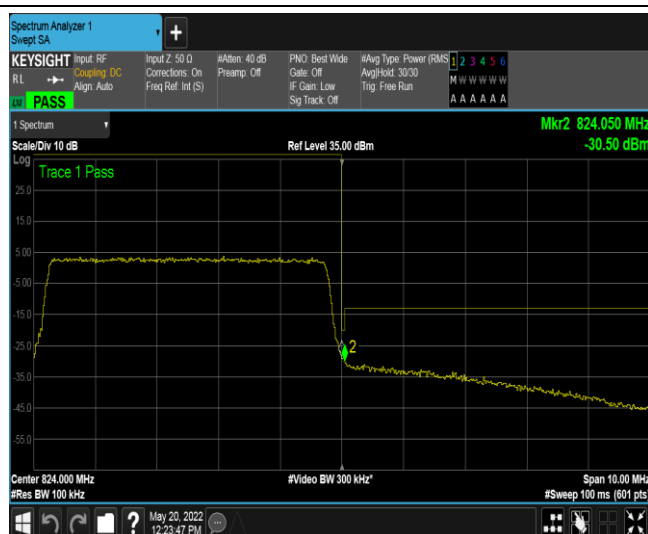 Spectrum Analyzer 1
Swept SA
+
KEYSIGHT
RL
LW PASS
Input: RF
Coupling: DC
Align: Auto
Input Z: 50 Ω
Corrections: On
Freq Ref: Int (S)
#Atten: 40 dB
Preamp: Off
PNO: Best Wide
Gate: Off
IF Gain: Low
Sig Track: Off
#Avg Type: Power (RMS
Avg|Hold: 30/30
Trig: Free Run
1 2 3 4 5 6
M W W W W W
A A A A A A
1 Spectrum
Mkr2 824.050 MHz
Scale/Div 10 dB
Ref Level 35.00 dBm
-30.50 dBm
Log
Trace 1 Pass
25.0
15.0
5.00
-5.00
-15.0
-25.0
2
-35.0
-45.0
-55.0
Center 824.000 MHz
#Video BW 300 kHz*
Span 10.00 MHz
#Res BW 100 kHz
#Sweep 100 ms (601 pts)
?
May 20, 2022
12:23:47 PM